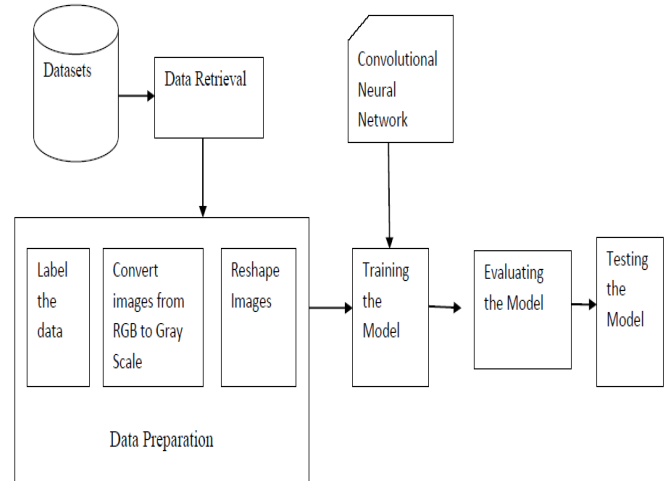 Datasets
Data Retrieval
Convolutional
Neural
Network
Label
the
data
Convert
images from
RGB to Gray
Scale
Reshape
Images
Data Preparation
Training
the
Model
Evaluating
the Model
Testing
the
Model